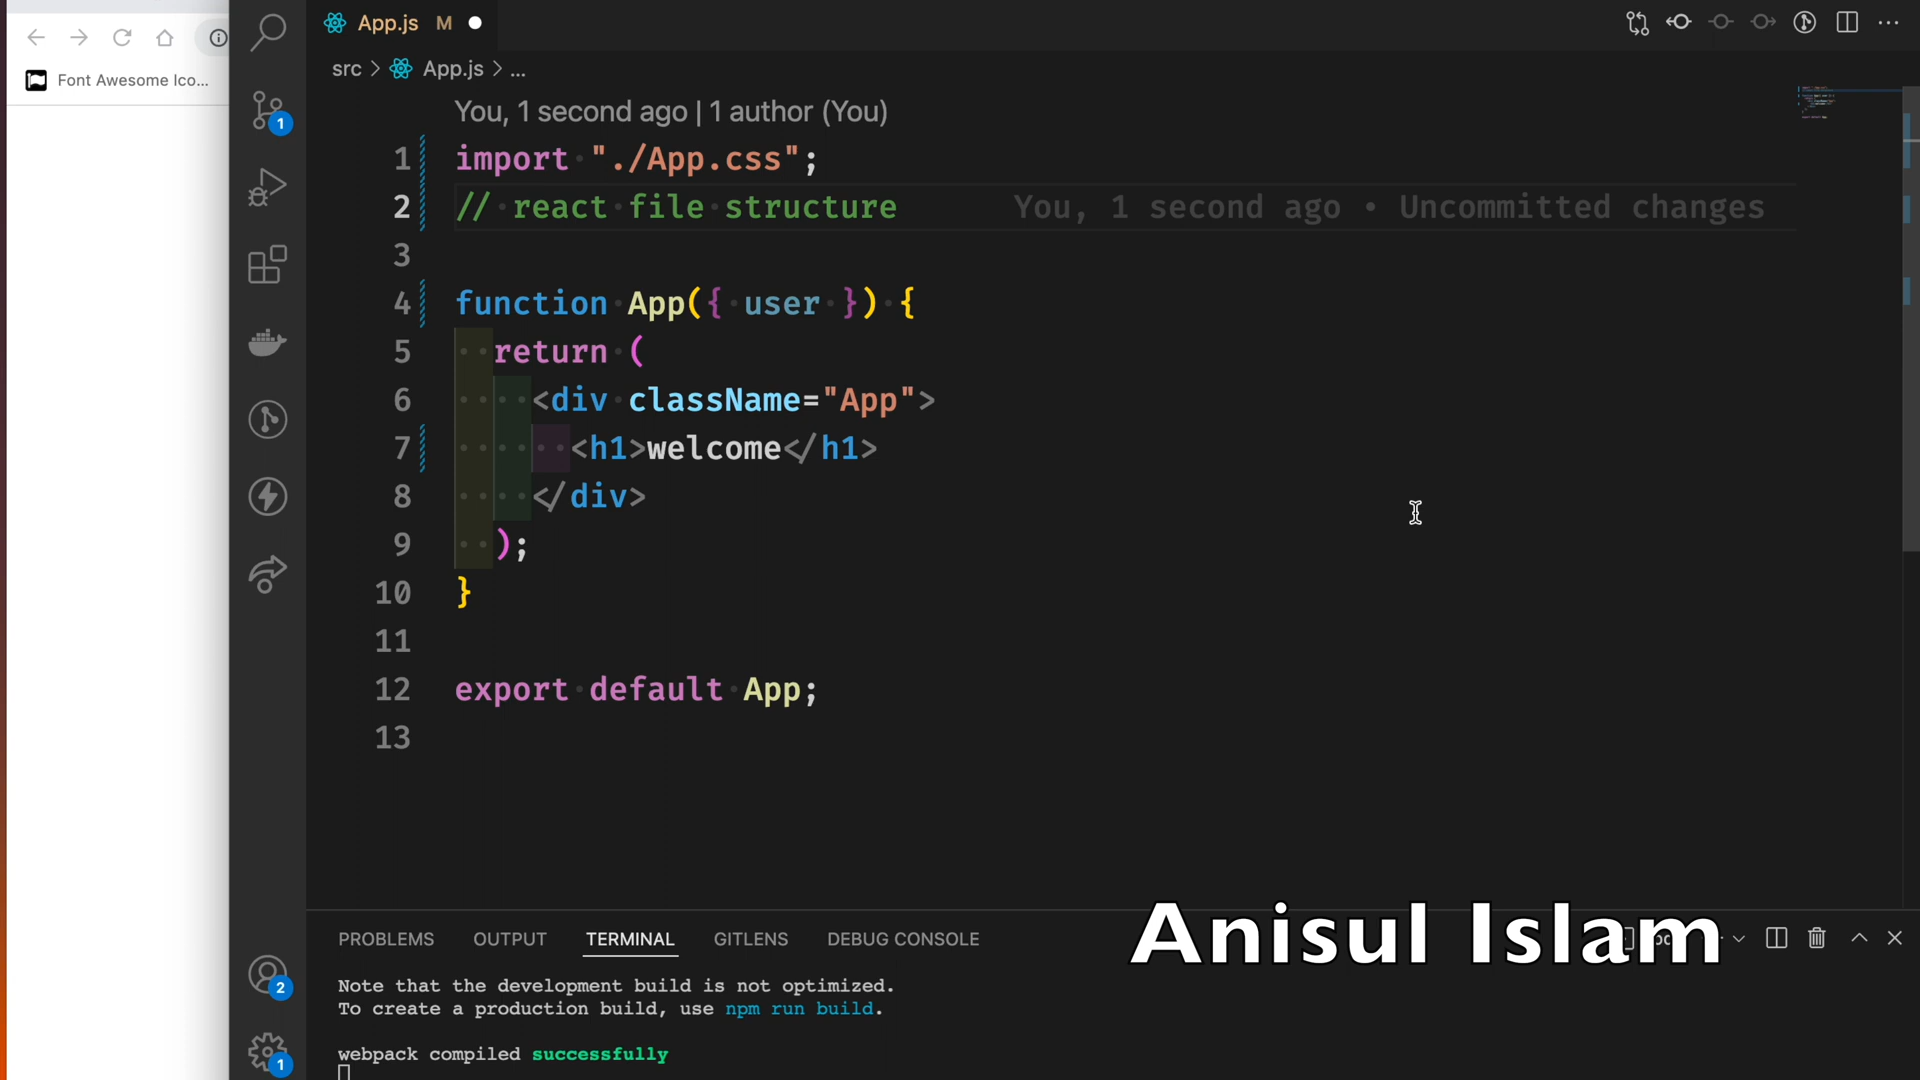 App.js M
Font Awesome Ico...
src > App.js > ...
You, 1 second ago | 1 author (You)
1 import "./App.css";
2 // react file structure You, 1 second ago • Uncommitted changes
3
4 function App({ user }) {
5 return (
6 <div className="App">
7 <h1>welcome</h1>
8 </div>
9 );
10 }
11
12 export default App;
13
1
2
1
PROBLEMS OUTPUT TERMINAL GITLENS DEBUG CONSOLE
Anisul Islam
Note that the development build is not optimized.
To create a production build, use npm run build.
webpack compiled successfully